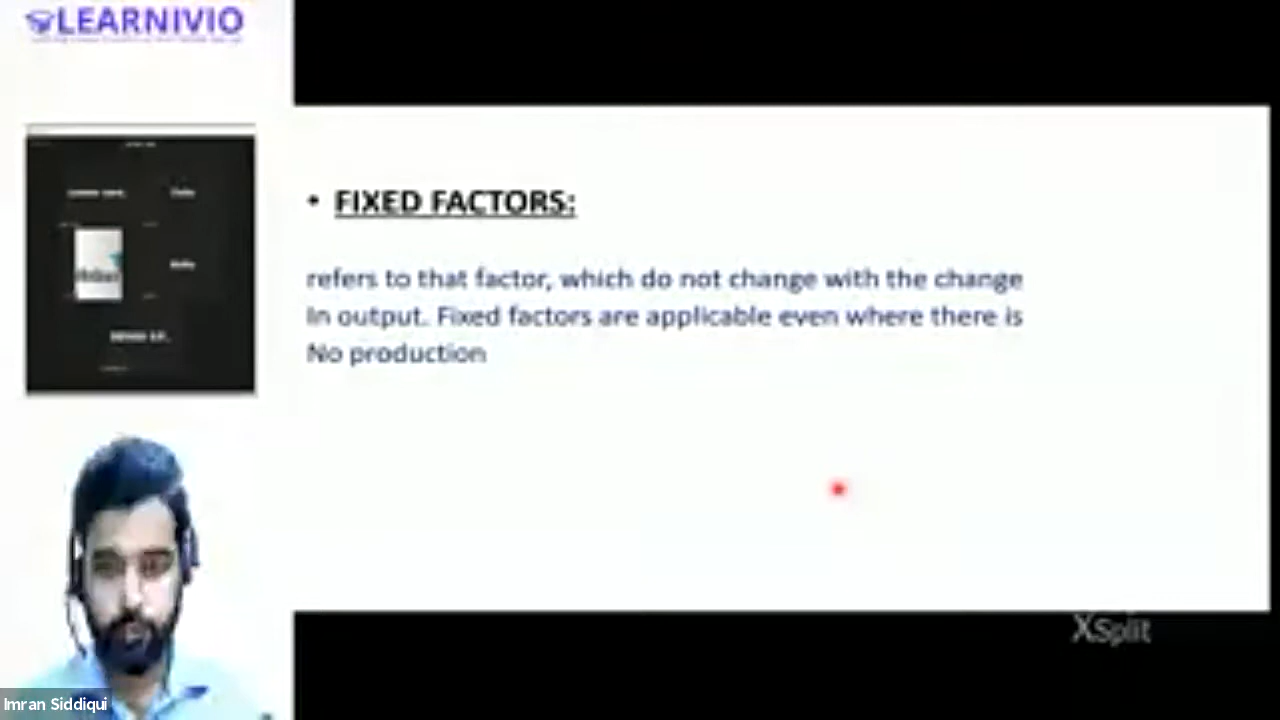 LEARNIVIO
• FIXED FACTORS:
refers to that factor, which do not change with the change
In output. Fixed factors are applicable even where there is
No production
XSplit
Imran Siddiqui